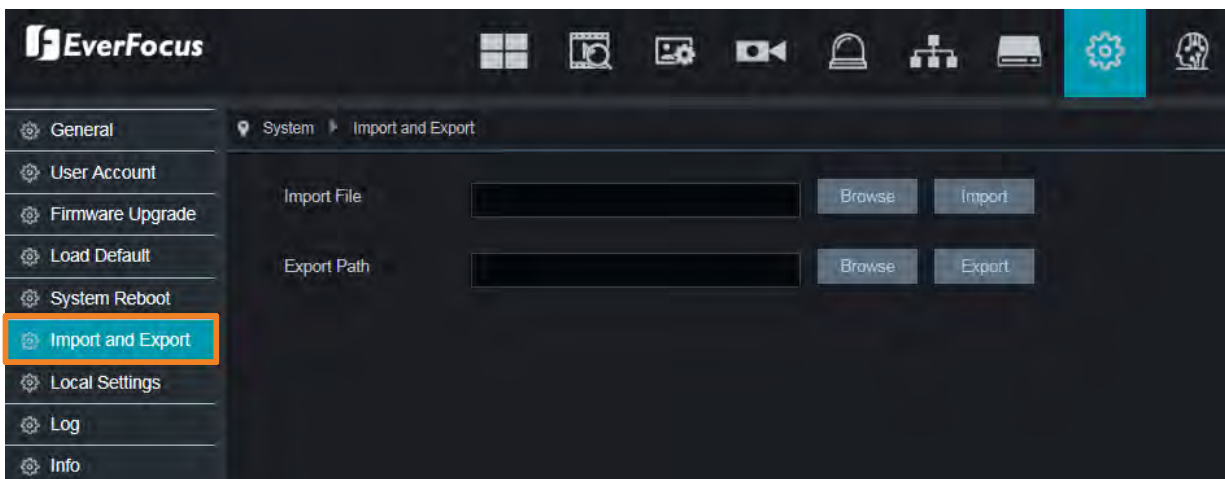 EverFocus
General
User Account
Firmware Upgrade
Load Default
System Reboot
Import and Export
Local Settings
Log
Info
System Import and Export
Import File Browse Import
Export Path Browse Export